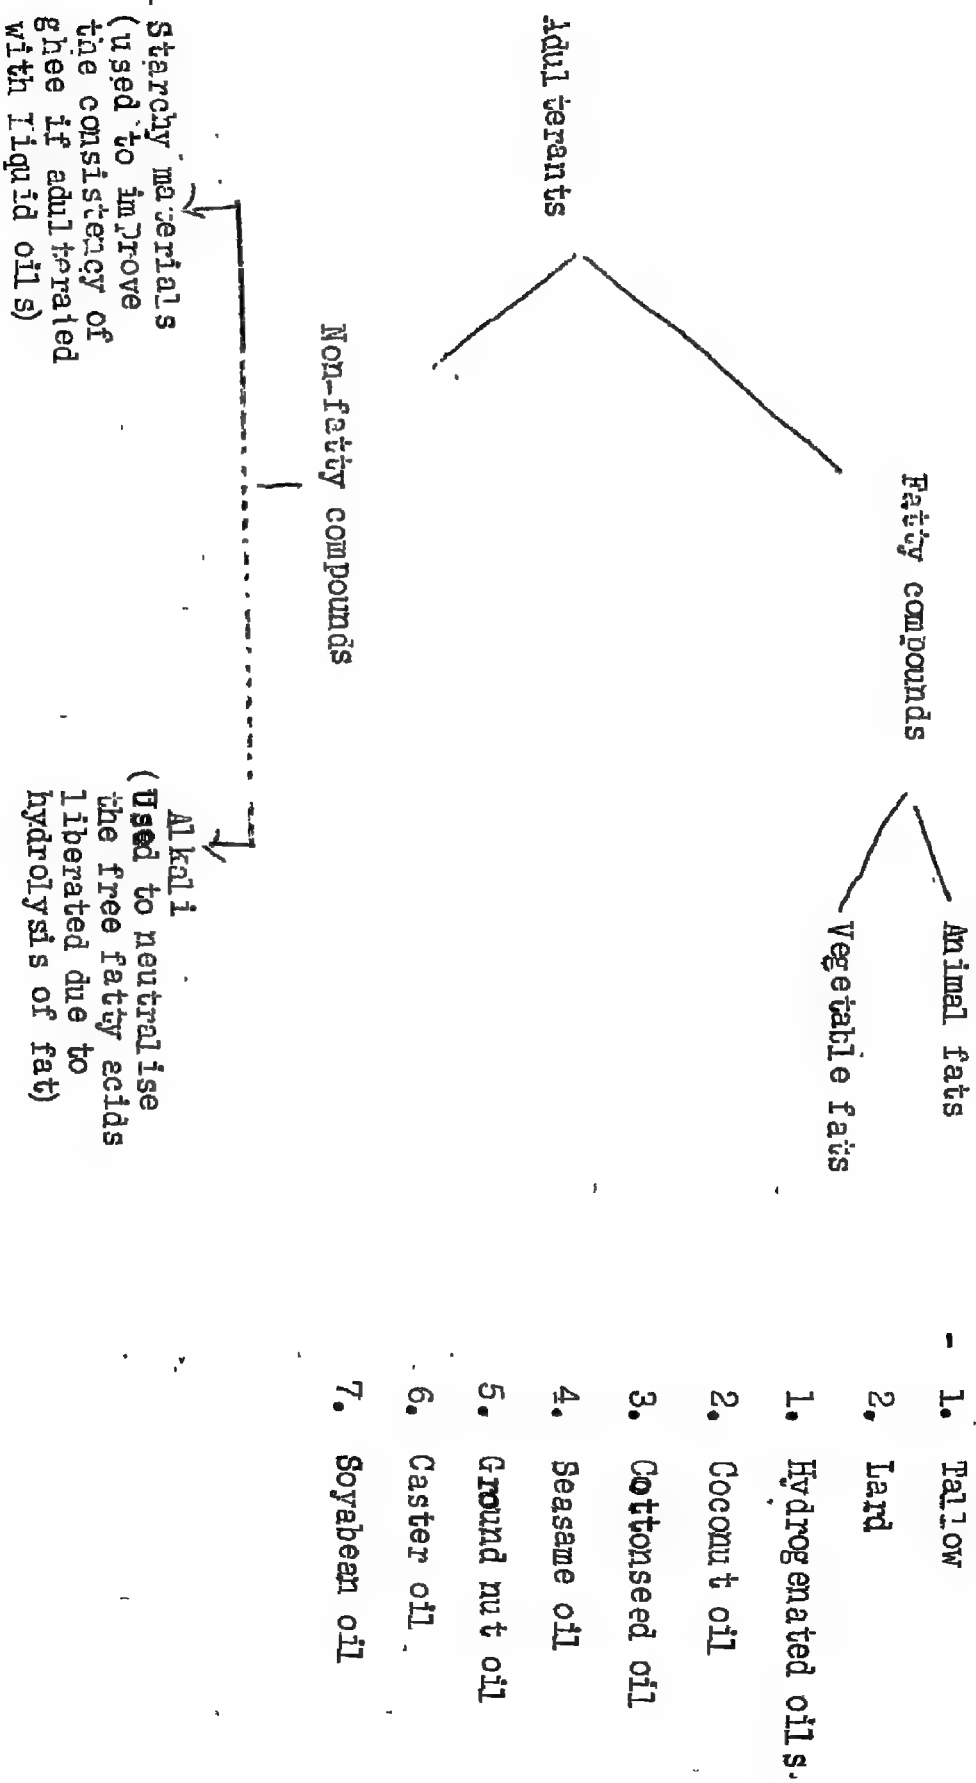 Fatty compounds
Animal fats
- 1. Tallow
2, Lard
Vegetable fats
1. Hydrogenated oils.
2. Coconut oil
3. Cottonseed oil
4. Seasame oil
5. Ground nut oil
6. Caster oil
7. Soyabean oil
Adulterants
Non-fatty compounds
Starchy materials
(used to improve
the consistency of
ghee if adulterated
with liquid oils)
Alkali
(Used to neutralise
the free fatty acids
liberated due to
hydrolysis of fat)